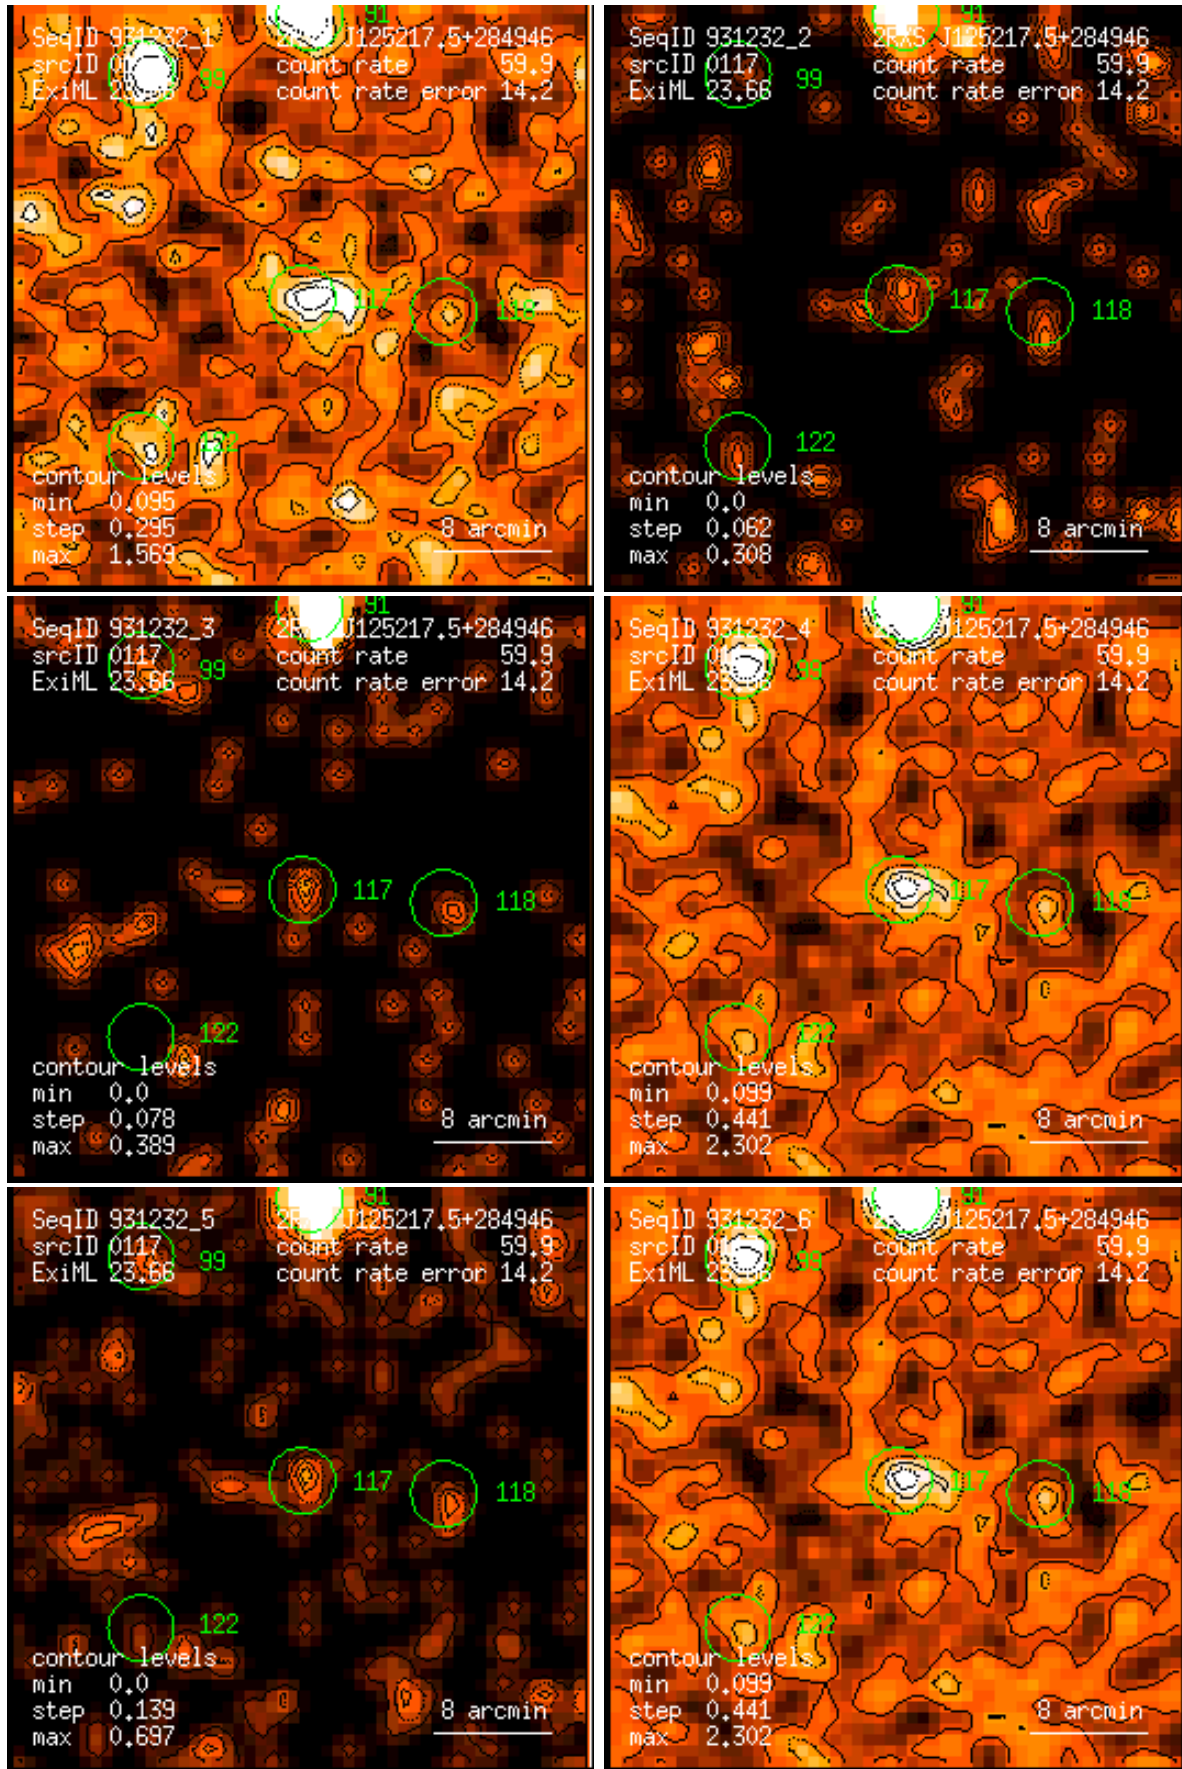 91
SeqID 931232_1 J125217.5+284946
srcID 0117 99 count rate 59.9
ExiML count rate error 14.2
117
118
122
contour levels
min 0.095
step 0.295 8 arcmin
max 1.569
91
SeqID 931232_2 2RXS J125217.5+284946
srcID 0117 99 count rate 59.9
ExiML 23.66 count rate error 14.2
117
118
122
contour levels
min 0.0
step 0.062 8 arcmin
max 0.308
91
SeqID 931232_3 J125217.5+284946
srcID 0117 99 count rate 59.9
ExiML 23.66 count rate error 14.2
117
118
122
contour levels
min 0.0
step 0.078 8 arcmin
max 0.389
91
SeqID 931232_4 J125217.5+284946
srcID 99 count rate 59.9
ExiML count rate error 14.2
117
118
122
contour levels
min 0.099
step 0.441 8 arcmin
max 2.302
91
SeqID 931232_5 J125217.5+284946
srcID 0117 99 count rate 59.9
ExiML 23.66 count rate error 14.2
117
118
122
contour levels
min 0.0
step 0.139 8 arcmin
max 0.697
91
SeqID 931232_6 J125217.5+284946
srcID 99 count rate 59.9
ExiML count rate error 14.2
117
118
122
contour levels
min 0.099
step 0.441 8 arcmin
max 2.302